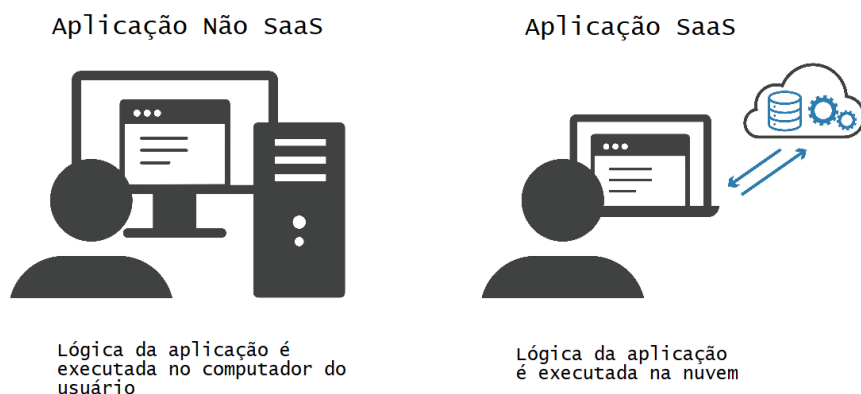 Aplicação Não SaaS
Aplicação SaaS
Lógica da aplicação é
executada no computador do
usuário
Lógica da aplicação
é executada na nuvem